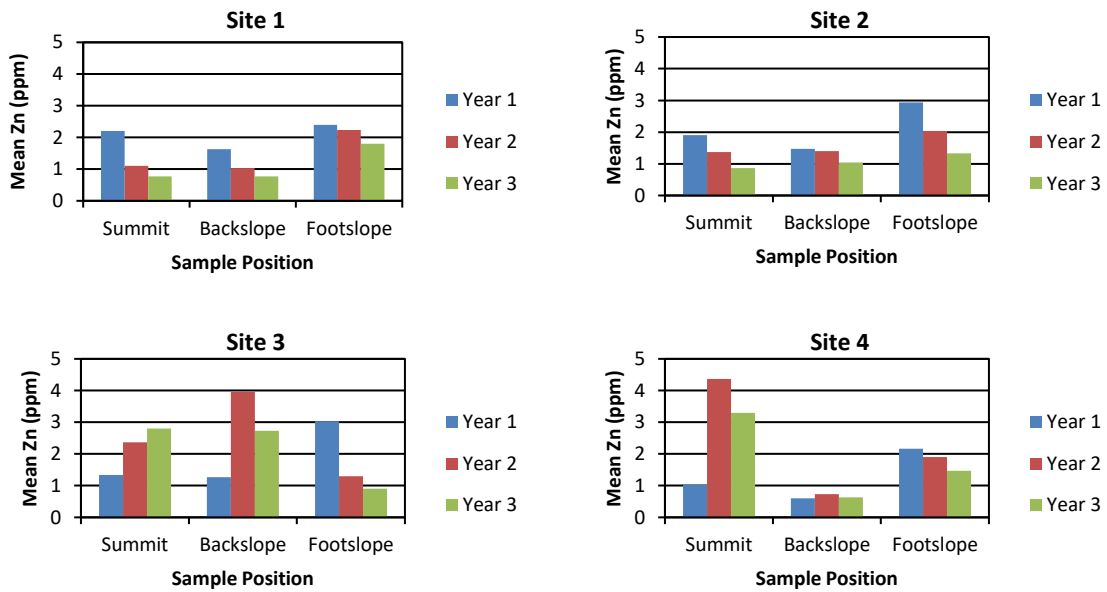 Site 1
Mean Zn (ppm)
5
4
3
2
1
0
Summit Backslope Footslope
Sample Position
Year 1
Year 2
Year 3
Site 2
Mean Zn (ppm)
5
4
3
2
1
0
Summit Backslope Footslope
Sample Position
Year 1
Year 2
Year 3
Site 3
Mean Zn (ppm)
5
4
3
2
1
0
Summit Backslope Footslope
Sample Position
Year 1
Year 2
Year 3
Site 4
Mean Zn (ppm)
5
4
3
2
1
0
Summit Backslope Footslope
Sample Position
Year 1
Year 2
Year 3